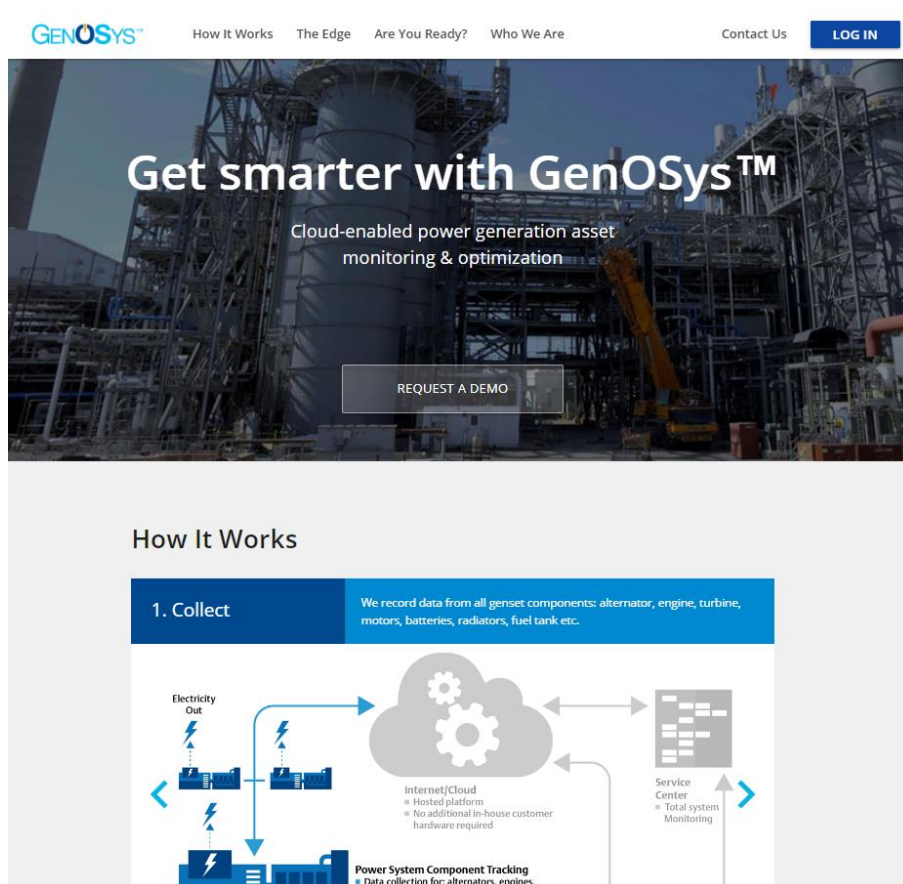 GENOSYS™
How It Works The Edge Are You Ready? Who We Are Contact Us LOG IN
Get smarter with GenOSys™
Cloud-enabled power generation asset
monitoring & optimization
REQUEST A DEMO
How It Works
1. Collect
We record data from all genset components: alternator, engine, turbine,
motors, batteries, radiators, fuel tank etc.
Electricity
Out
Internet/Cloud
Hosted platform
No additional in-house customer
hardware required
Service
Center
Total system
Monitoring
Power System Component Tracking
Data collection for: alternators, engines,